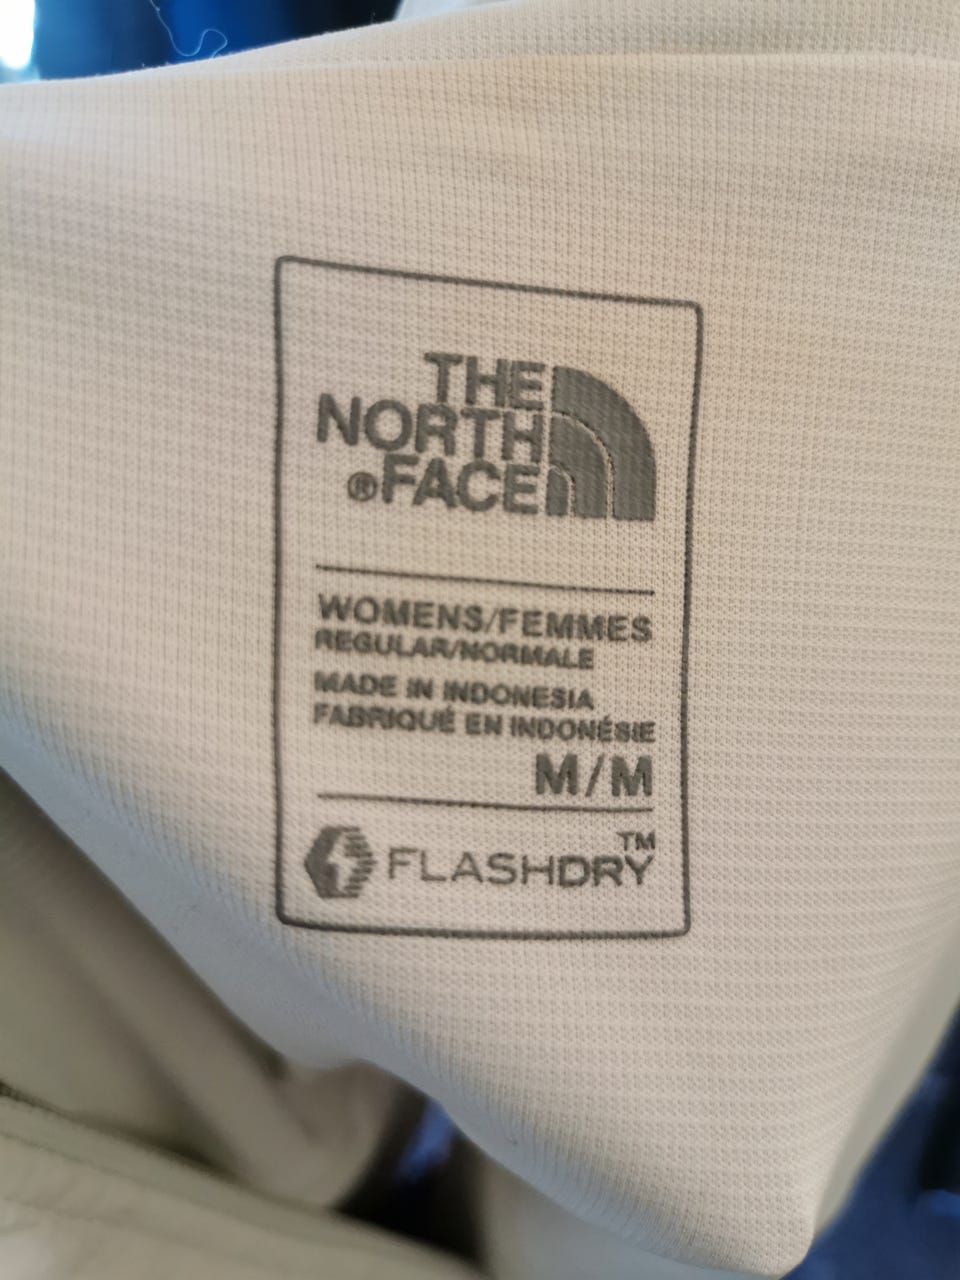 THE
NORTH
®FACE
WOMENS/FEMMES
REGULAR/NORMALE
MADE IN INDONESIA
FABRIQUÉ EN INDONÉSIE
M/M
FLASHDRY™